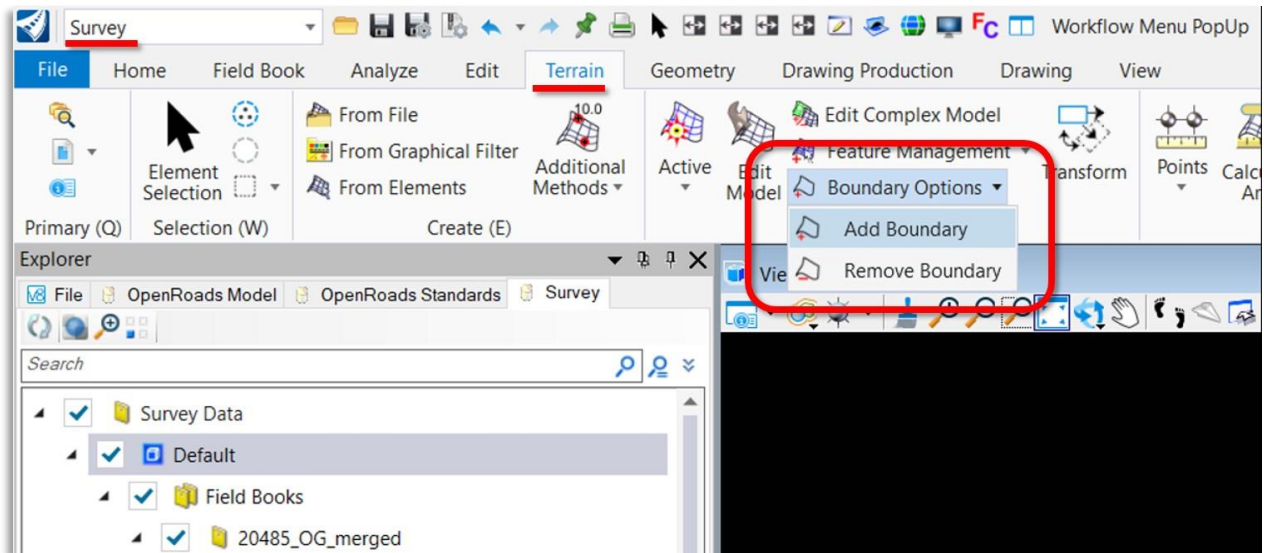 Survey
FC
Workflow Menu PopUp
File Home Field Book Analyze Edit Terrain Geometry Drawing Production Drawing View
From File
From Graphical Filter
From Elements
Element
Selection
10.0
Additional
Methods
Active
Edit
Model
Edit Complex Model
Feature Management
Boundary Options
Add Boundary
Remove Boundary
Transform
Points
Primary (Q) Selection (W) Create (E)
Explorer
File OpenRoads Model OpenRoads Standards Survey
Search
Survey Data
Default
Field Books
20485_OG_merged